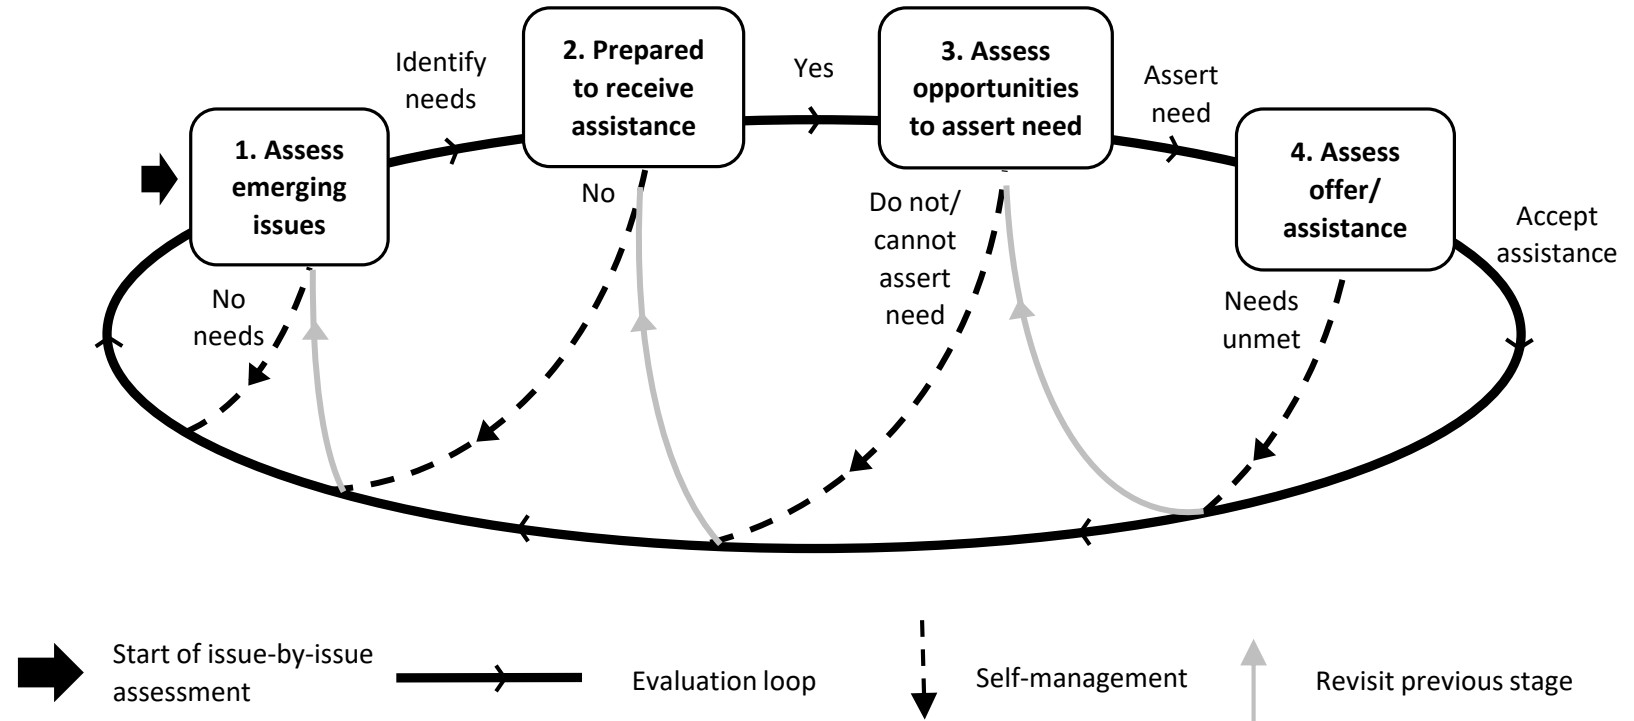 1. Assess
emerging
issues
Identify
needs
2. Prepared
to receive
assistance
Yes
3. Assess
opportunities
to assert need
Assert
need
4. Assess
offer/
assistance
Accept
assistance
No
needs
No
Do not/
cannot
assert
need
Needs
unmet
Start of issue-by-issue
assessment
Evaluation loop
Self-management
Revisit previous stage